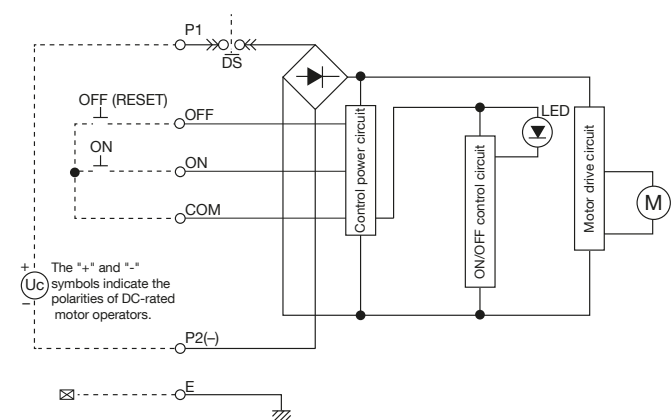 P1
DS
OFF (RESET)
OFF
ON
ON
COM
Control power circuit
LED
ON/OFF control circuit
Motor drive circuit
M
+
Uc
–
The "+" and "-"
symbols indicate the
polarities of DC-rated
motor operators.
P2(–)
E